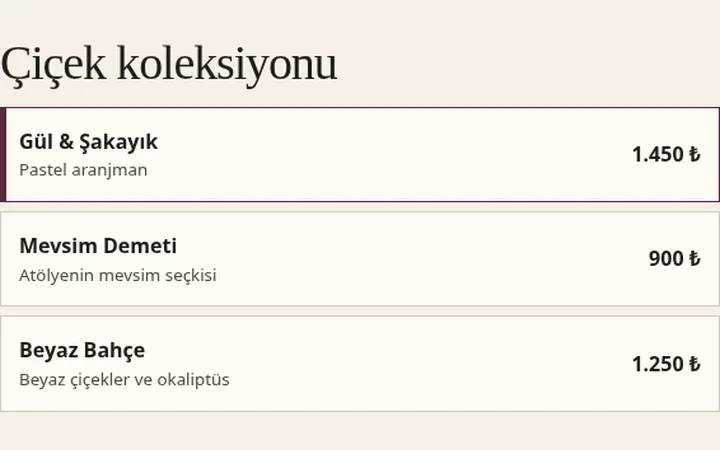 Çiçek koleksiyonu
Gül & Şakayık
Pastel aranjman
1.450 ₺
Mevsim Demeti
Atölyenin mevsim seçkisi
900 ₺
Beyaz Bahçe
Beyaz çiçekler ve okaliptüs
1.250 ₺